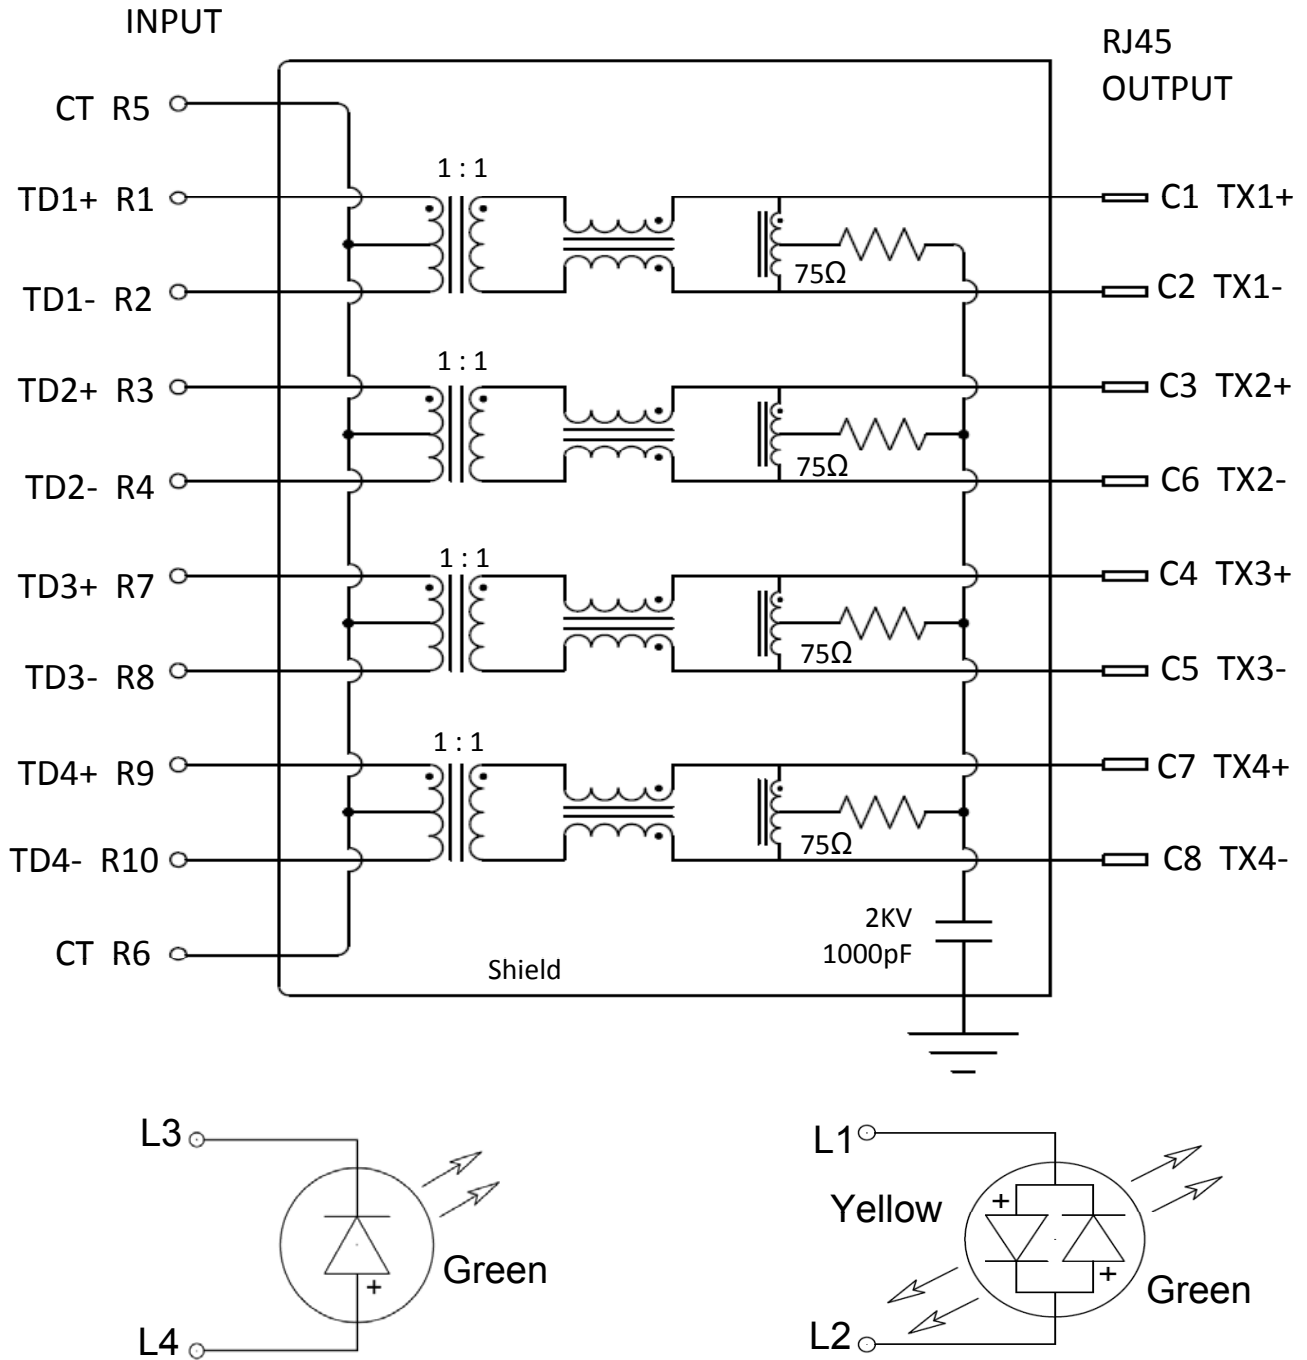 INPUT
RJ45
OUTPUT
CT R5
1 : 1
TD1+ R1
C1 TX1+
75Ω
TD1- R2
C2 TX1-
1 : 1
TD2+ R3
C3 TX2+
75Ω
TD2- R4
C6 TX2-
1 : 1
TD3+ R7
C4 TX3+
75Ω
TD3- R8
C5 TX3-
1 : 1
TD4+ R9
C7 TX4+
75Ω
TD4- R10
C8 TX4-
2KV
1000pF
CT R6
Shield
L3
+
Green
L4
L1
Yellow
+
+
Green
L2